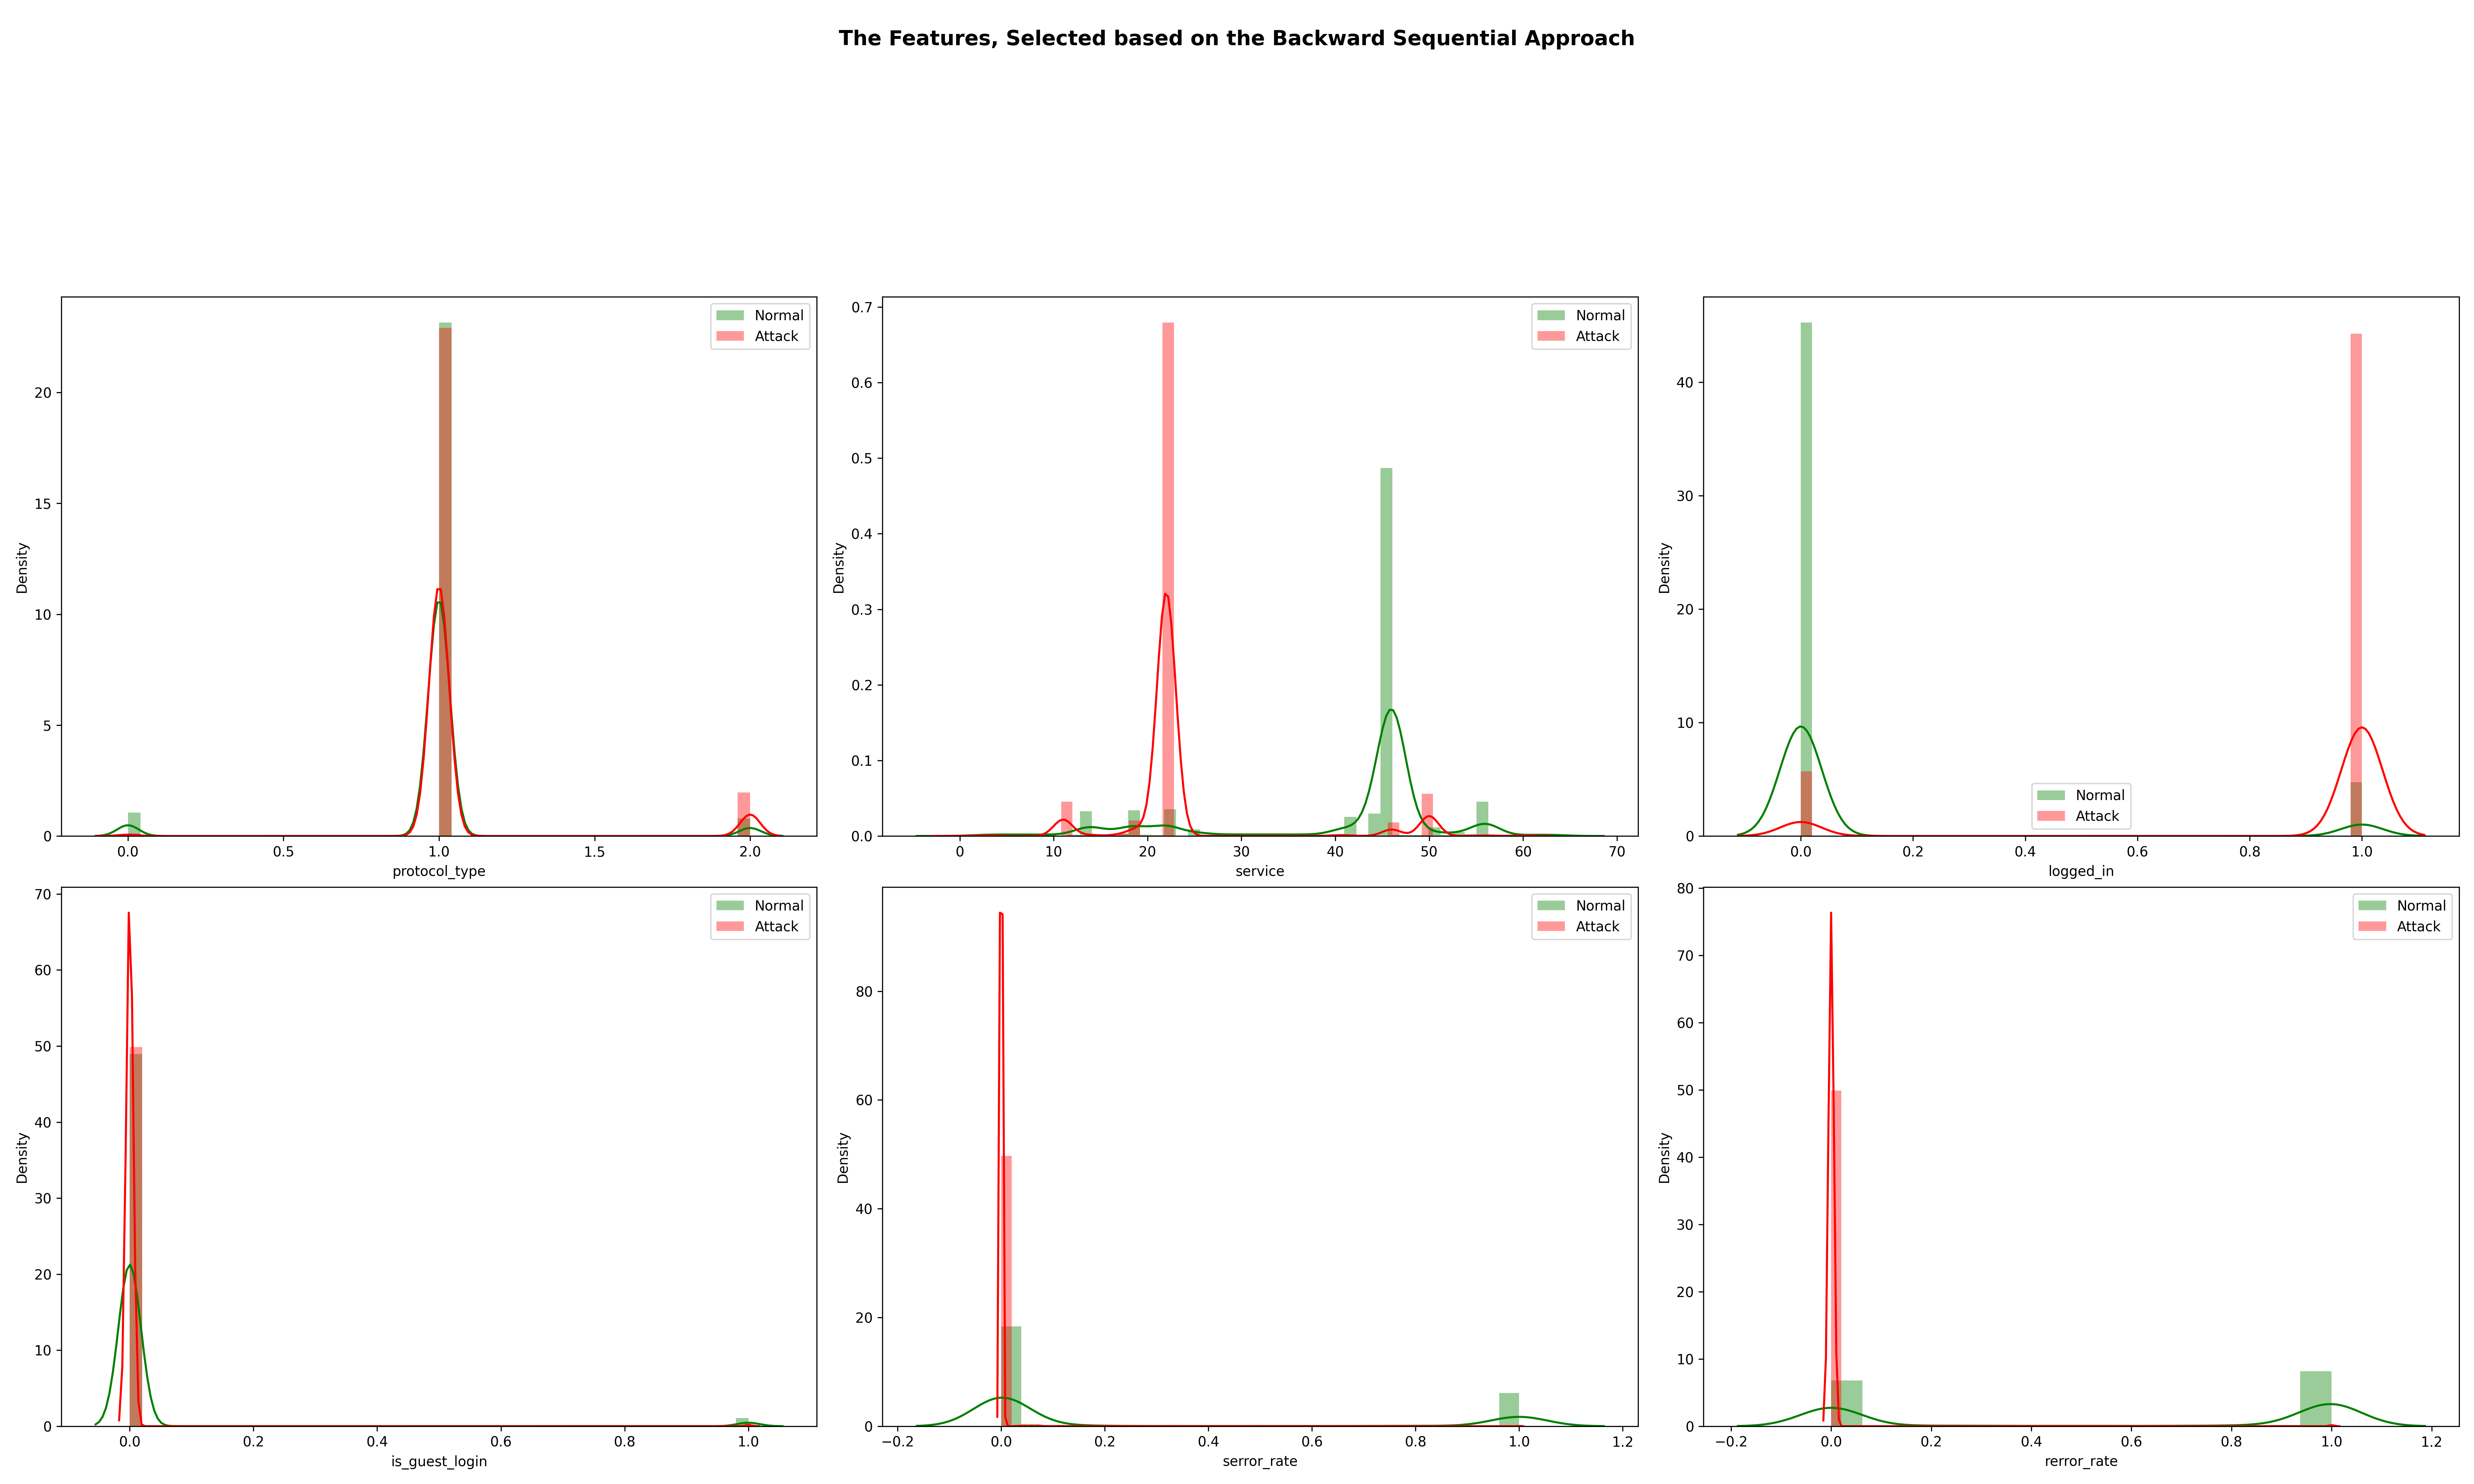 The Features, Selected based on the Backward Sequential Approach
Normal
Attack
Density
20
15
10
5
0
0.0 0.5 1.0 1.5 2.0
protocol_type
Normal
Attack
Density
0.7
0.6
0.5
0.4
0.3
0.2
0.1
0.0
0 10 20 30 40 50 60 70
service
Density
40
30
20
10
0
Normal
Attack
0.0 0.2 0.4 0.6 0.8 1.0
logged_in
Normal
Attack
Density
70
60
50
40
30
20
10
0
0.0 0.2 0.4 0.6 0.8 1.0
is_guest_login
Normal
Attack
Density
80
60
40
20
0
−0.2 0.0 0.2 0.4 0.6 0.8 1.0 1.2
serror_rate
Normal
Attack
Density
80
70
60
50
40
30
20
10
0
−0.2 0.0 0.2 0.4 0.6 0.8 1.0 1.2
rerror_rate